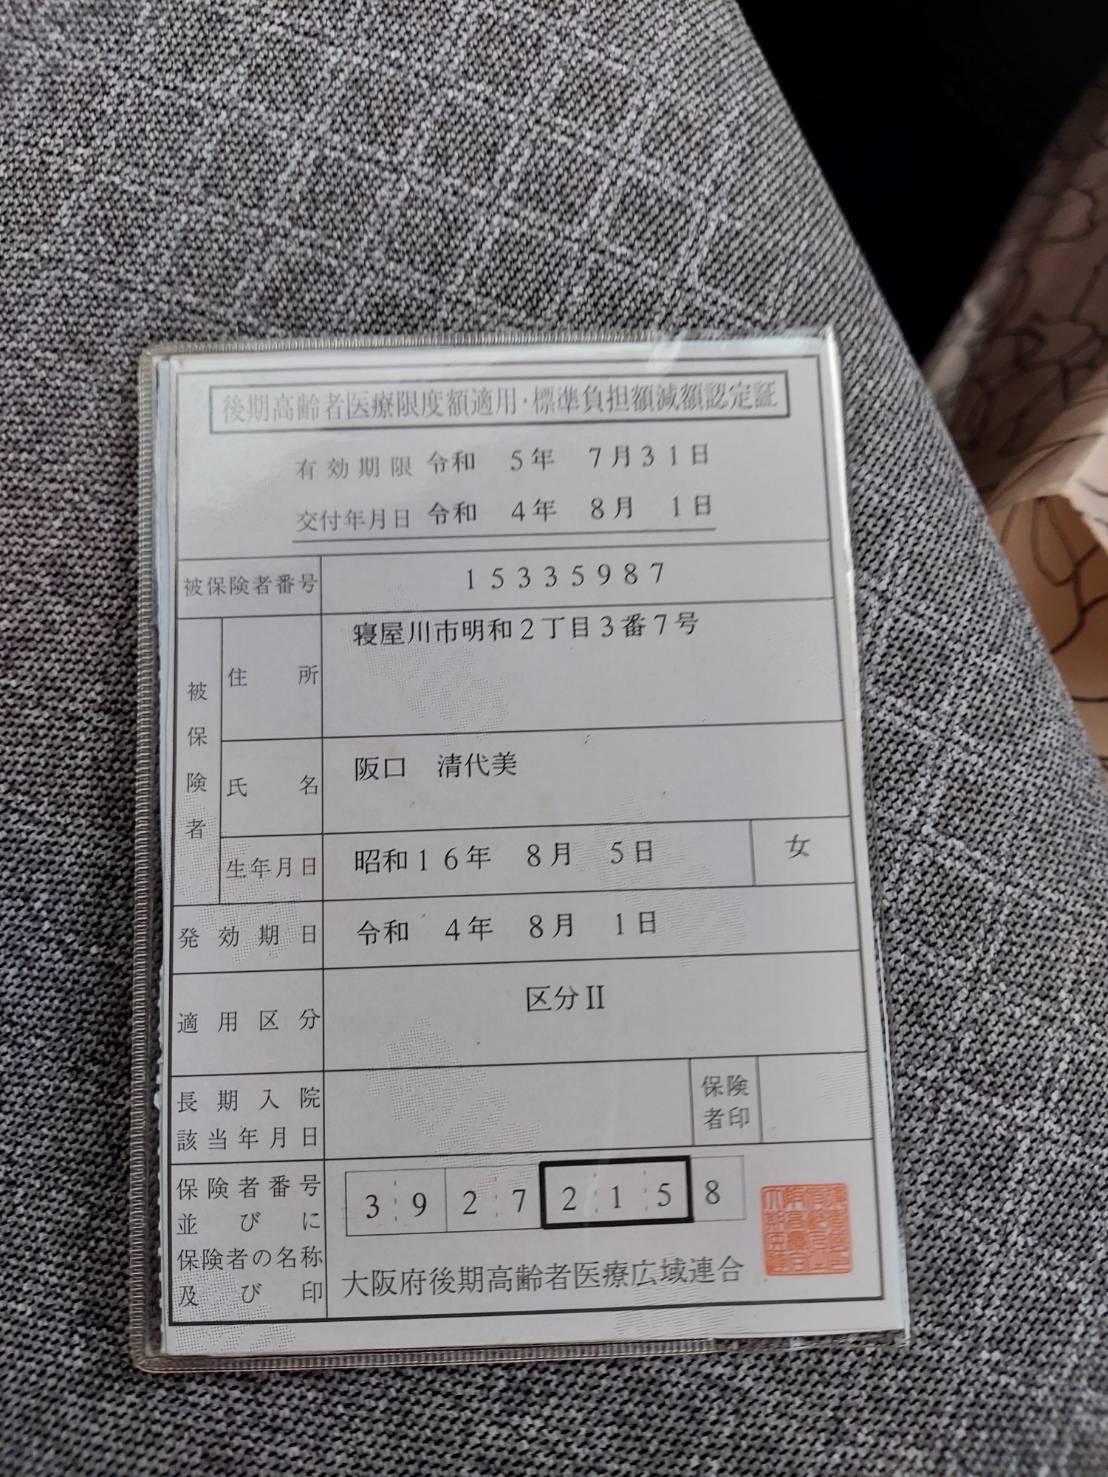 後期高齢者医療限度額適用・標準負担額減額認定証
有効期限 令和 5年 7月31日
交付年月日 令和 4年 8月 1日
被保険者番号 15335987
被保険者
住所 寝屋川市明和2丁目3番7号
氏名 阪口 清代美
生年月日 昭和16年 8月 5日 女
発効期日 令和 4年 8月 1日
適用区分 区分II
長期入院 保険
該当年月日 者印
保険者番号 39272158
並びに
保険者の名称
及び印 大阪府後期高齢者医療広域連合